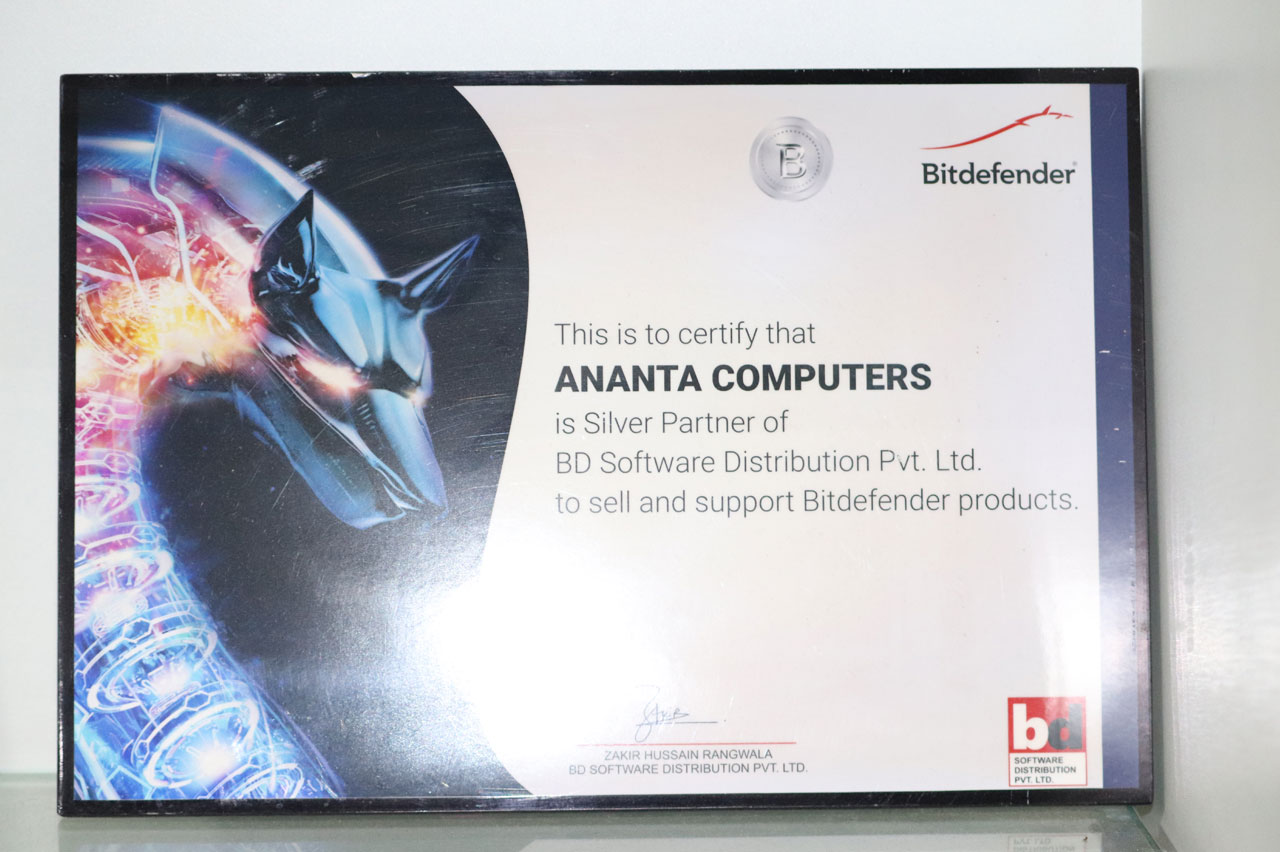 B
Bitdefender®
This is to certify that
ANANTA COMPUTERS
is Silver Partner of
BD Software Distribution Pvt. Ltd.
to sell and support Bitdefender products.
ZAKIR HUSSAIN RANGWALA
BD SOFTWARE DISTRIBUTION PVT. LTD.
bd
SOFTWARE
DISTRIBUTION
PVT. LTD.